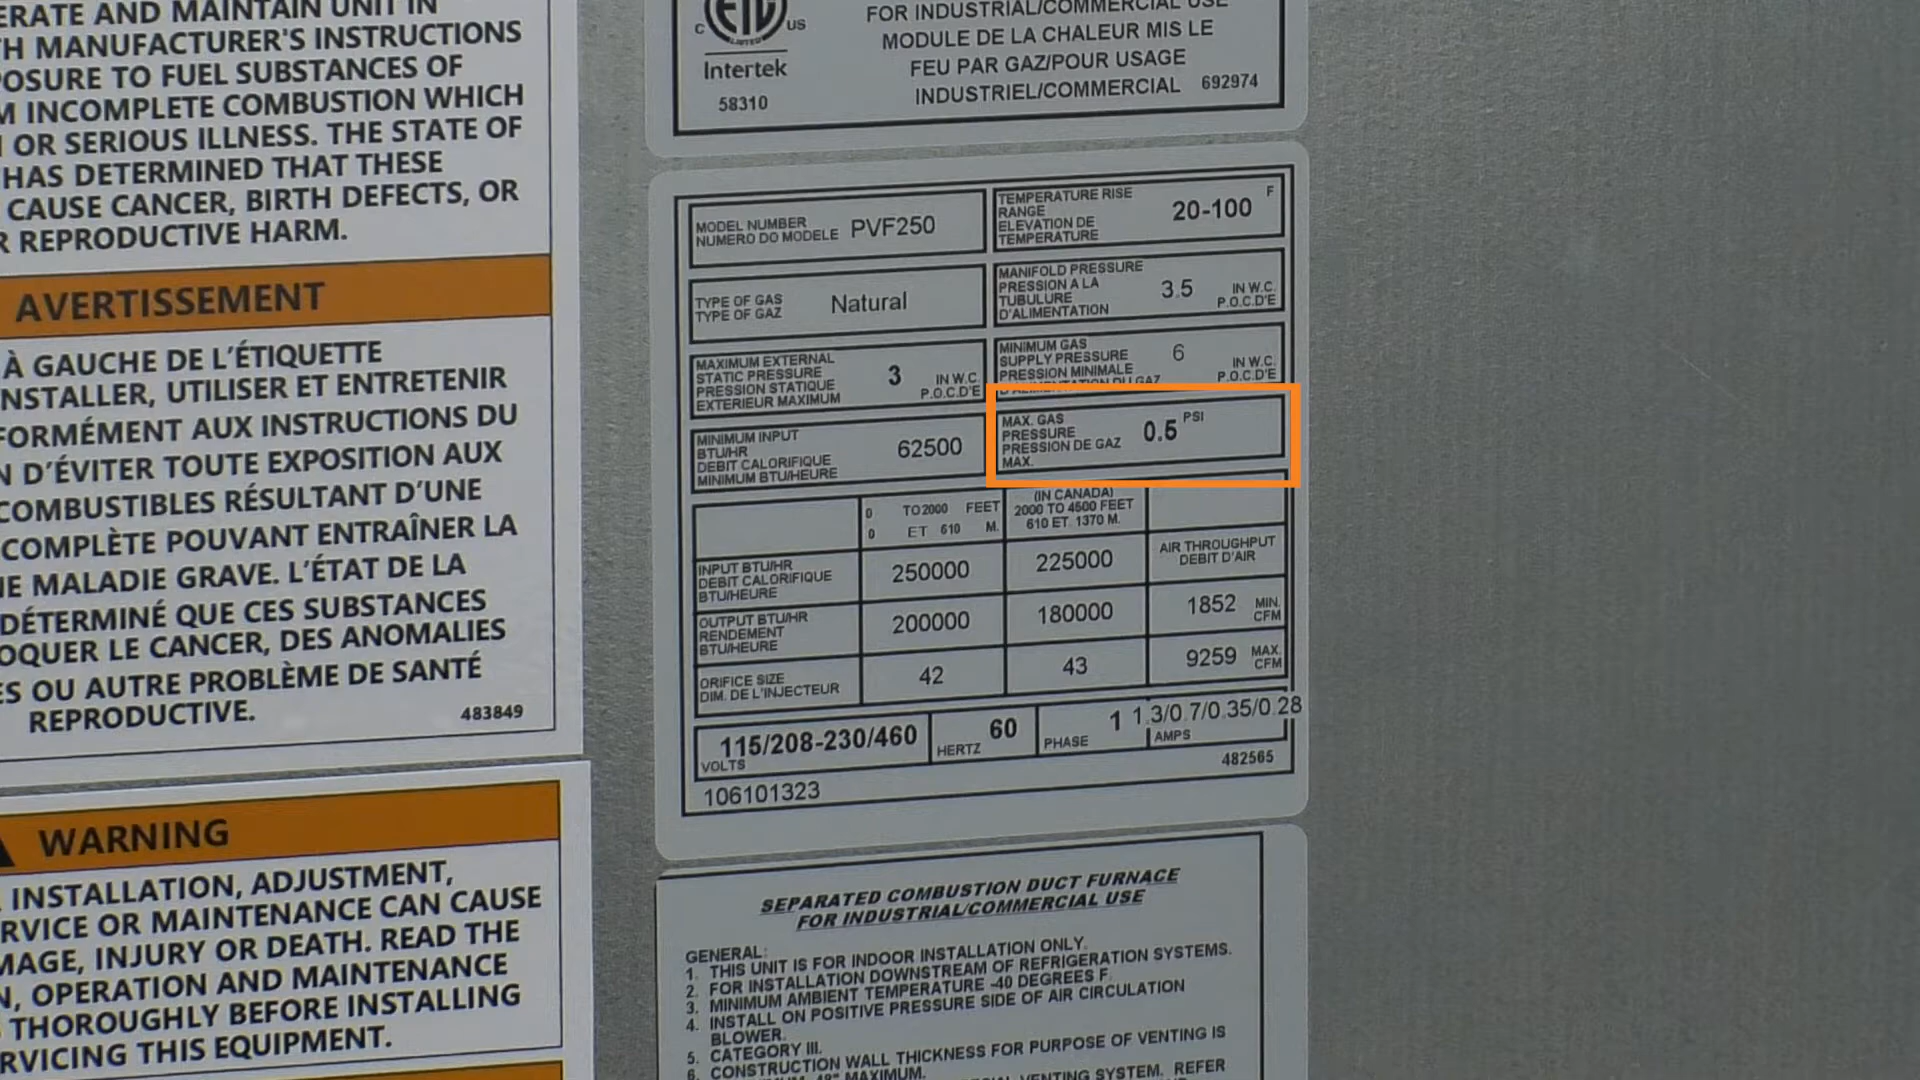 ERATE AND MAINTAIN UNIT IN
TH MANUFACTURER'S INSTRUCTIONS
POSURE TO FUEL SUBSTANCES OF
M INCOMPLETE COMBUSTION WHICH
OR SERIOUS ILLNESS. THE STATE OF
HAS DETERMINED THAT THESE
CAUSE CANCER, BIRTH DEFECTS, OR
R REPRODUCTIVE HARM.
AVERTISSEMENT
À GAUCHE DE L'ÉTIQUETTE
NSTALLER, UTILISER ET ENTRETENIR
FORMÉMENT AUX INSTRUCTIONS DU
N D'ÉVITER TOUTE EXPOSITION AUX
COMBUSTIBLES RÉSULTANT D'UNE
COMPLÈTE POUVANT ENTRAÎNER LA
NE MALADIE GRAVE. L'ÉTAT DE LA
DÉTERMINÉ QUE CES SUBSTANCES
OQUER LE CANCER, DES ANOMALIES
ES OU AUTRE PROBLÈME DE SANTÉ
REPRODUCTIVE.
483849
WARNING
INSTALLATION, ADJUSTMENT,
RVICE OR MAINTENANCE CAN CAUSE
MAGE, INJURY OR DEATH. READ THE
N, OPERATION AND MAINTENANCE
THOROUGHLY BEFORE INSTALLING
RVICING THIS EQUIPMENT.
C ETL US
LISTED
Intertek
58310
FOR INDUSTRIAL/COMMERCIAL USE
MODULE DE LA CHALEUR MIS LE
FEU PAR GAZ/POUR USAGE
INDUSTRIEL/COMMERCIAL 692974
MODEL NUMBER
NUMERO DO MODELE PVF250
TEMPERATURE RISE
RANGE
ELEVATION DE
TEMPERATURE
20-100 F
TYPE OF GAS
TYPE OF GAZ
Natural
MANIFOLD PRESSURE
PRESSION A LA
TUBULURE
D'ALIMENTATION
3.5 IN W.C.
P.O.C.D'E
MAXIMUM EXTERNAL
STATIC PRESSURE
PRESSION STATIQUE
EXTERIEUR MAXIMUM
3 IN W.C.
P.O.C.D'E
MINIMUM GAS
SUPPLY PRESSURE
PRESSION MINIMALE
D'ALIMENTATION DU GAZ
6 IN W.C.
P.O.C.D'E
MINIMUM INPUT
BTU/HR
DEBIT CALORIFIQUE
MINIMUM BTU/HEURE
62500
MAX. GAS
PRESSURE
PRESSION DE GAZ
MAX.
0.5 PSI
0 TO 2000 FEET
0 ET 610 M.
(IN CANADA)
2000 TO 4500 FEET
610 ET 1370 M.
INPUT BTU/HR
DEBIT CALORIFIQUE
BTU/HEURE
250000 225000
AIR THROUGHPUT
DEBIT D'AIR
OUTPUT BTU/HR
RENDEMENT
BTU/HEURE
200000 180000
1852 MIN.
CFM
ORIFICE SIZE
DIM. DE L'INJECTEUR
42 43
9259 MAX.
CFM
115/208-230/460
VOLTS
HERTZ 60
PHASE 1
1.3/0.7/0.35/0.28
AMPS
482565
106101323
SEPARATED COMBUSTION DUCT FURNACE
FOR INDUSTRIAL/COMMERCIAL USE
GENERAL:
1. THIS UNIT IS FOR INDOOR INSTALLATION ONLY.
2. FOR INSTALLATION DOWNSTREAM OF REFRIGERATION SYSTEMS.
3. MINIMUM AMBIENT TEMPERATURE -40 DEGREES F.
4. INSTALL ON POSITIVE PRESSURE SIDE OF AIR CIRCULATION
BLOWER.
5. CATEGORY III.
6. CONSTRUCTION WALL THICKNESS FOR PURPOSE OF VENTING IS
MAXIMUM.
VENTING SYSTEM. REFER